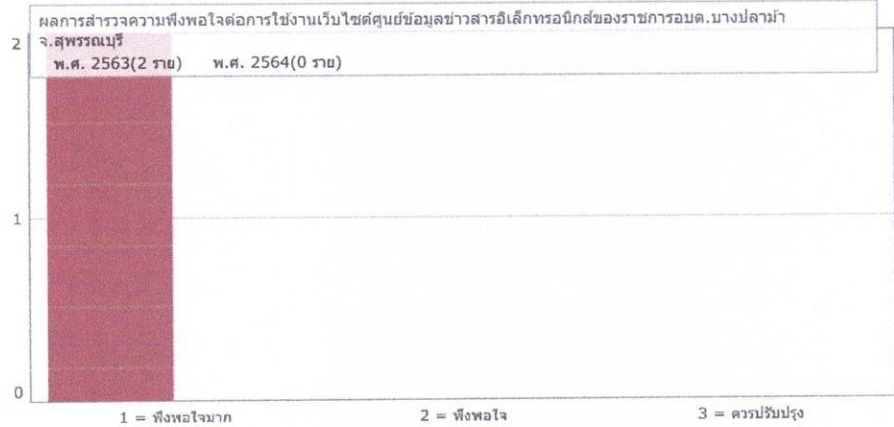 ผลการสำรวจความพึงพอใจต่อการใช้งานเว็บไซต์ศูนย์ข้อมูลข่าวสารอิเล็กทรอนิกส์ของราชการอบต.บางปลาม้า
จ.สุพรรณบุรี
พ.ศ. 2563(2 ราย) พ.ศ. 2564(0 ราย)
2
1
0
1 = พึงพอใจมาก 2 = พึงพอใจ 3 = ควรปรับปรุง